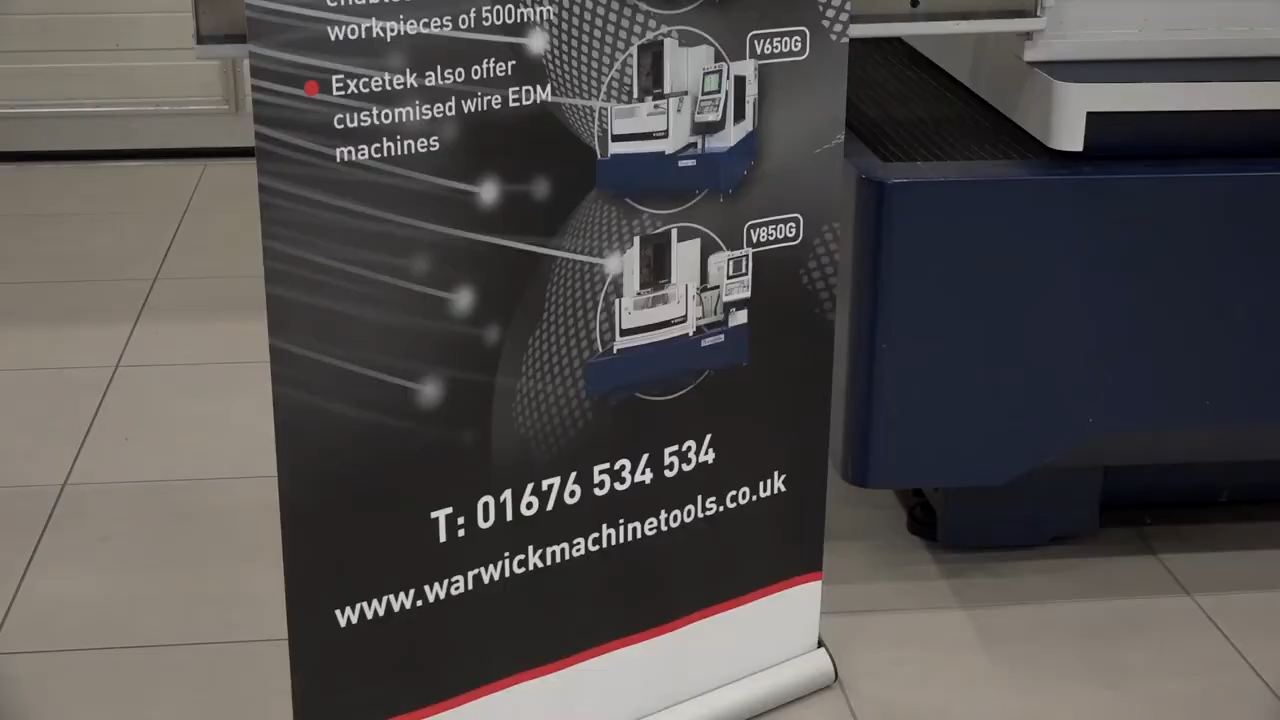 workpieces of 500mm
Excetek also offer
customised wire EDM
machines
V650G
V850G
T: 01676 534 534
www.warwickmachinetools.co.uk